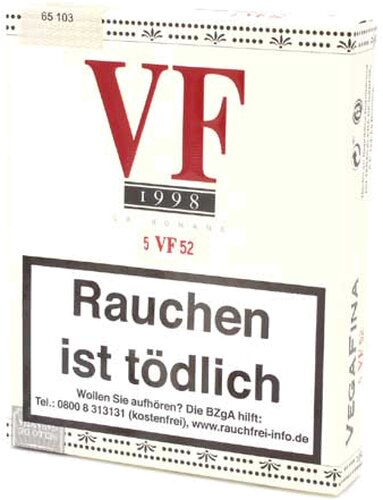 65 103
VF
1998
LA ROMANA
5 VF 52
Rauchen
ist tödlich
Wollen Sie aufhören? Die BZgA hilft:
Tel.: 0800 8 313131 (kostenfrei), www.rauchfrei-info.de
VEGAFINA
5 VF 52